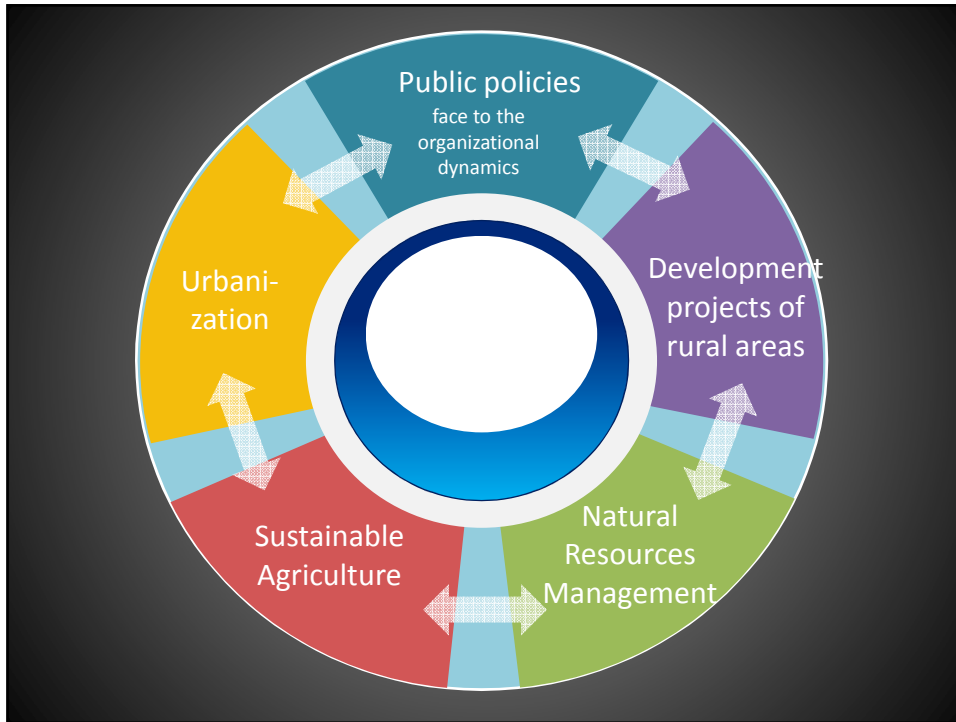 Public policies
face to the
organizational
dynamics
Development
projects of
rural areas
Natural
Resources
Management
Sustainable
Agriculture
Urbani-
zation